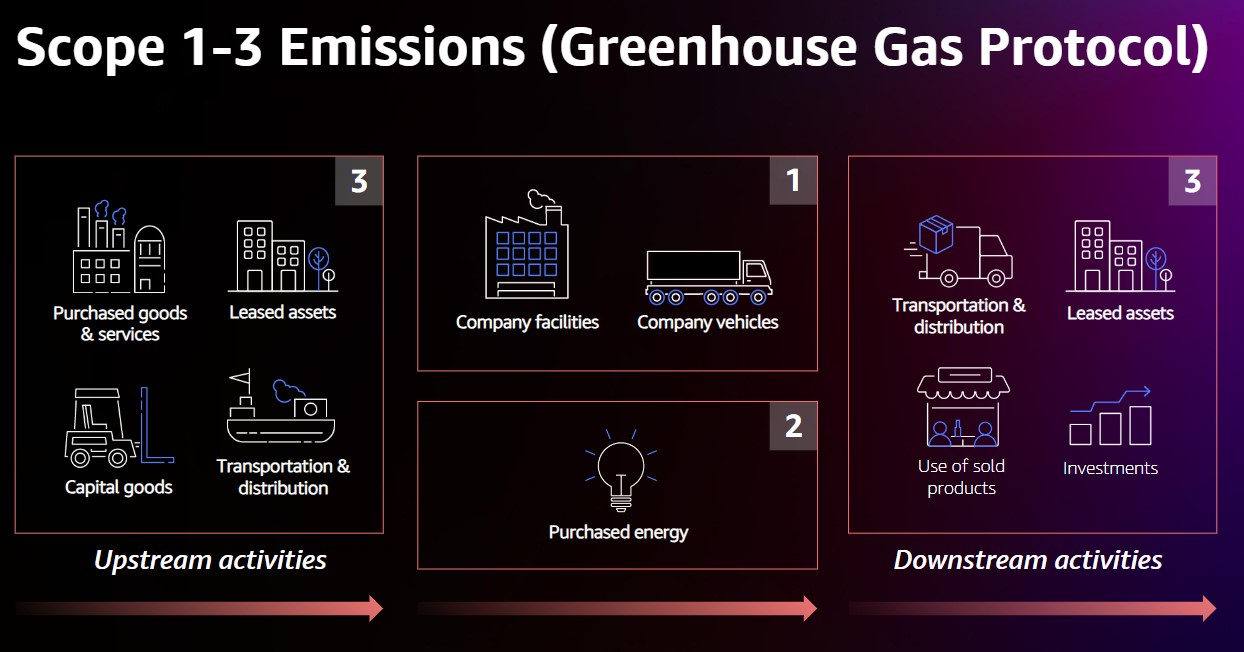 Scope 1-3 Emissions (Greenhouse Gas Protocol)
3
Purchased goods
& services
Leased assets
Capital goods
Transportation &
distribution
Upstream activities
1
Company facilities
Company vehicles
2
Purchased energy
3
Transportation &
distribution
Leased assets
Use of sold
products
Investments
Downstream activities